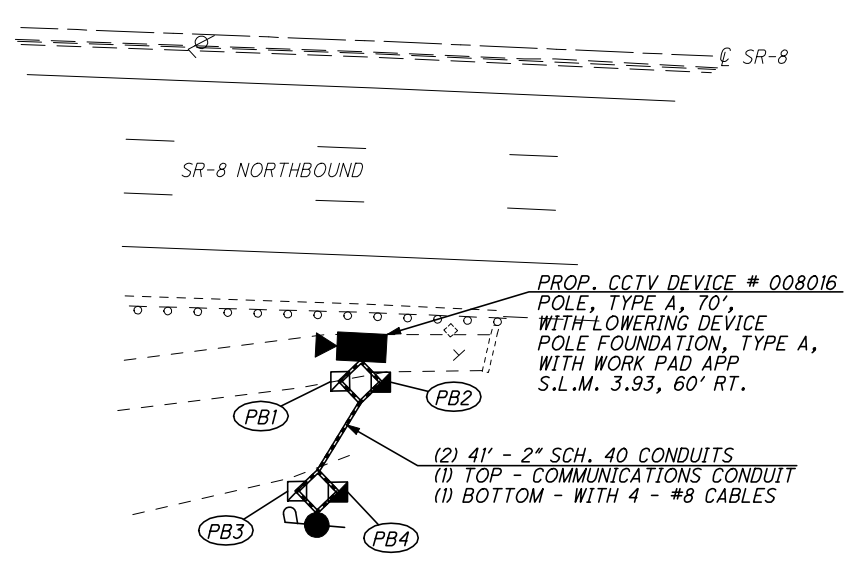 ℄ SR-8
SR-8 NORTHBOUND
PROP. CCTV DEVICE # 008016
POLE, TYPE A, 70',
WITH LOWERING DEVICE
POLE FOUNDATION, TYPE A,
WITH WORK PAD APP
S.L.M. 3.93, 60' RT.
PB1
PB2
(2) 41' - 2" SCH. 40 CONDUITS
(1) TOP - COMMUNICATIONS CONDUIT
(1) BOTTOM - WITH 4 - #8 CABLES
PB3
P
PB4